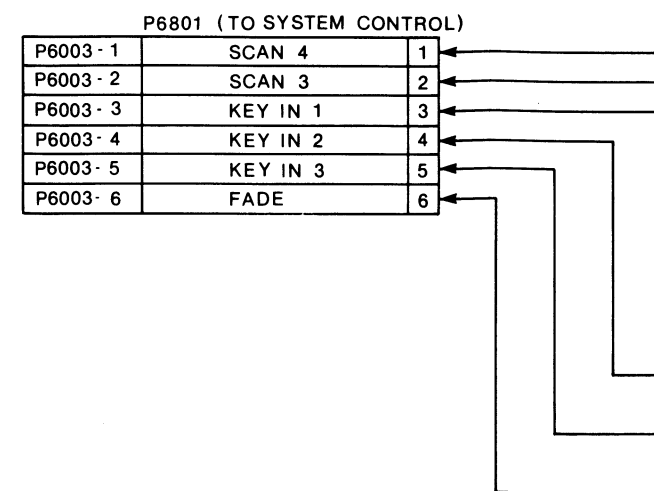 P6801 (TO SYSTEM CONTROL)
P6003-1 SCAN 4 1
P6003-2 SCAN 3 2
P6003-3 KEY IN 1 3
P6003-4 KEY IN 2 4
P6003-5 KEY IN 3 5
P6003-6 FADE 6